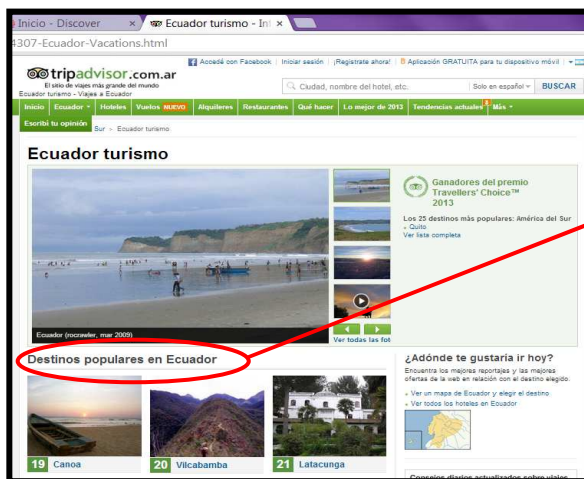 Inicio - Discover
Ecuador turismo - Int
4307-Ecuador-Vacations.html
Accedé con Facebook | Iniciar sesión | ¡Registrate ahora! | Aplicación GRATUITA para tu dispositivo móvil
tripadvisor.com.ar
El sitio de viajes más grande del mundo
Ecuador turismo - Viajes a Ecuador
Ciudad, nombre del hotel, etc.
Solo en español
BUSCAR
Inicio Ecuador Hoteles Vuelos NUEVO Alquileres Restaurantes Qué hacer Lo mejor de 2013 Tendencias actuales Más
Escribí tu opinión
Sur > Ecuador turismo
Ecuador turismo
Ganadores del premio
Travellers' Choice™
2013
Los 25 destinos más populares: América del Sur
Quito
Ver lista completa
Ecuador (rocrawler, mar 2009)
Ver todas las fot
Destinos populares en Ecuador
19 Canoa
20 Vilcabamba
21 Latacunga
¿Adónde te gustaría ir hoy?
Encuentra los mejores reportajes y las mejores
ofertas de la web en relación con el destino elegido:
Ver un mapa de Ecuador y elegir el destino
Ver todos los hoteles en Ecuador
Consejos diarios actualizados sobre viajes